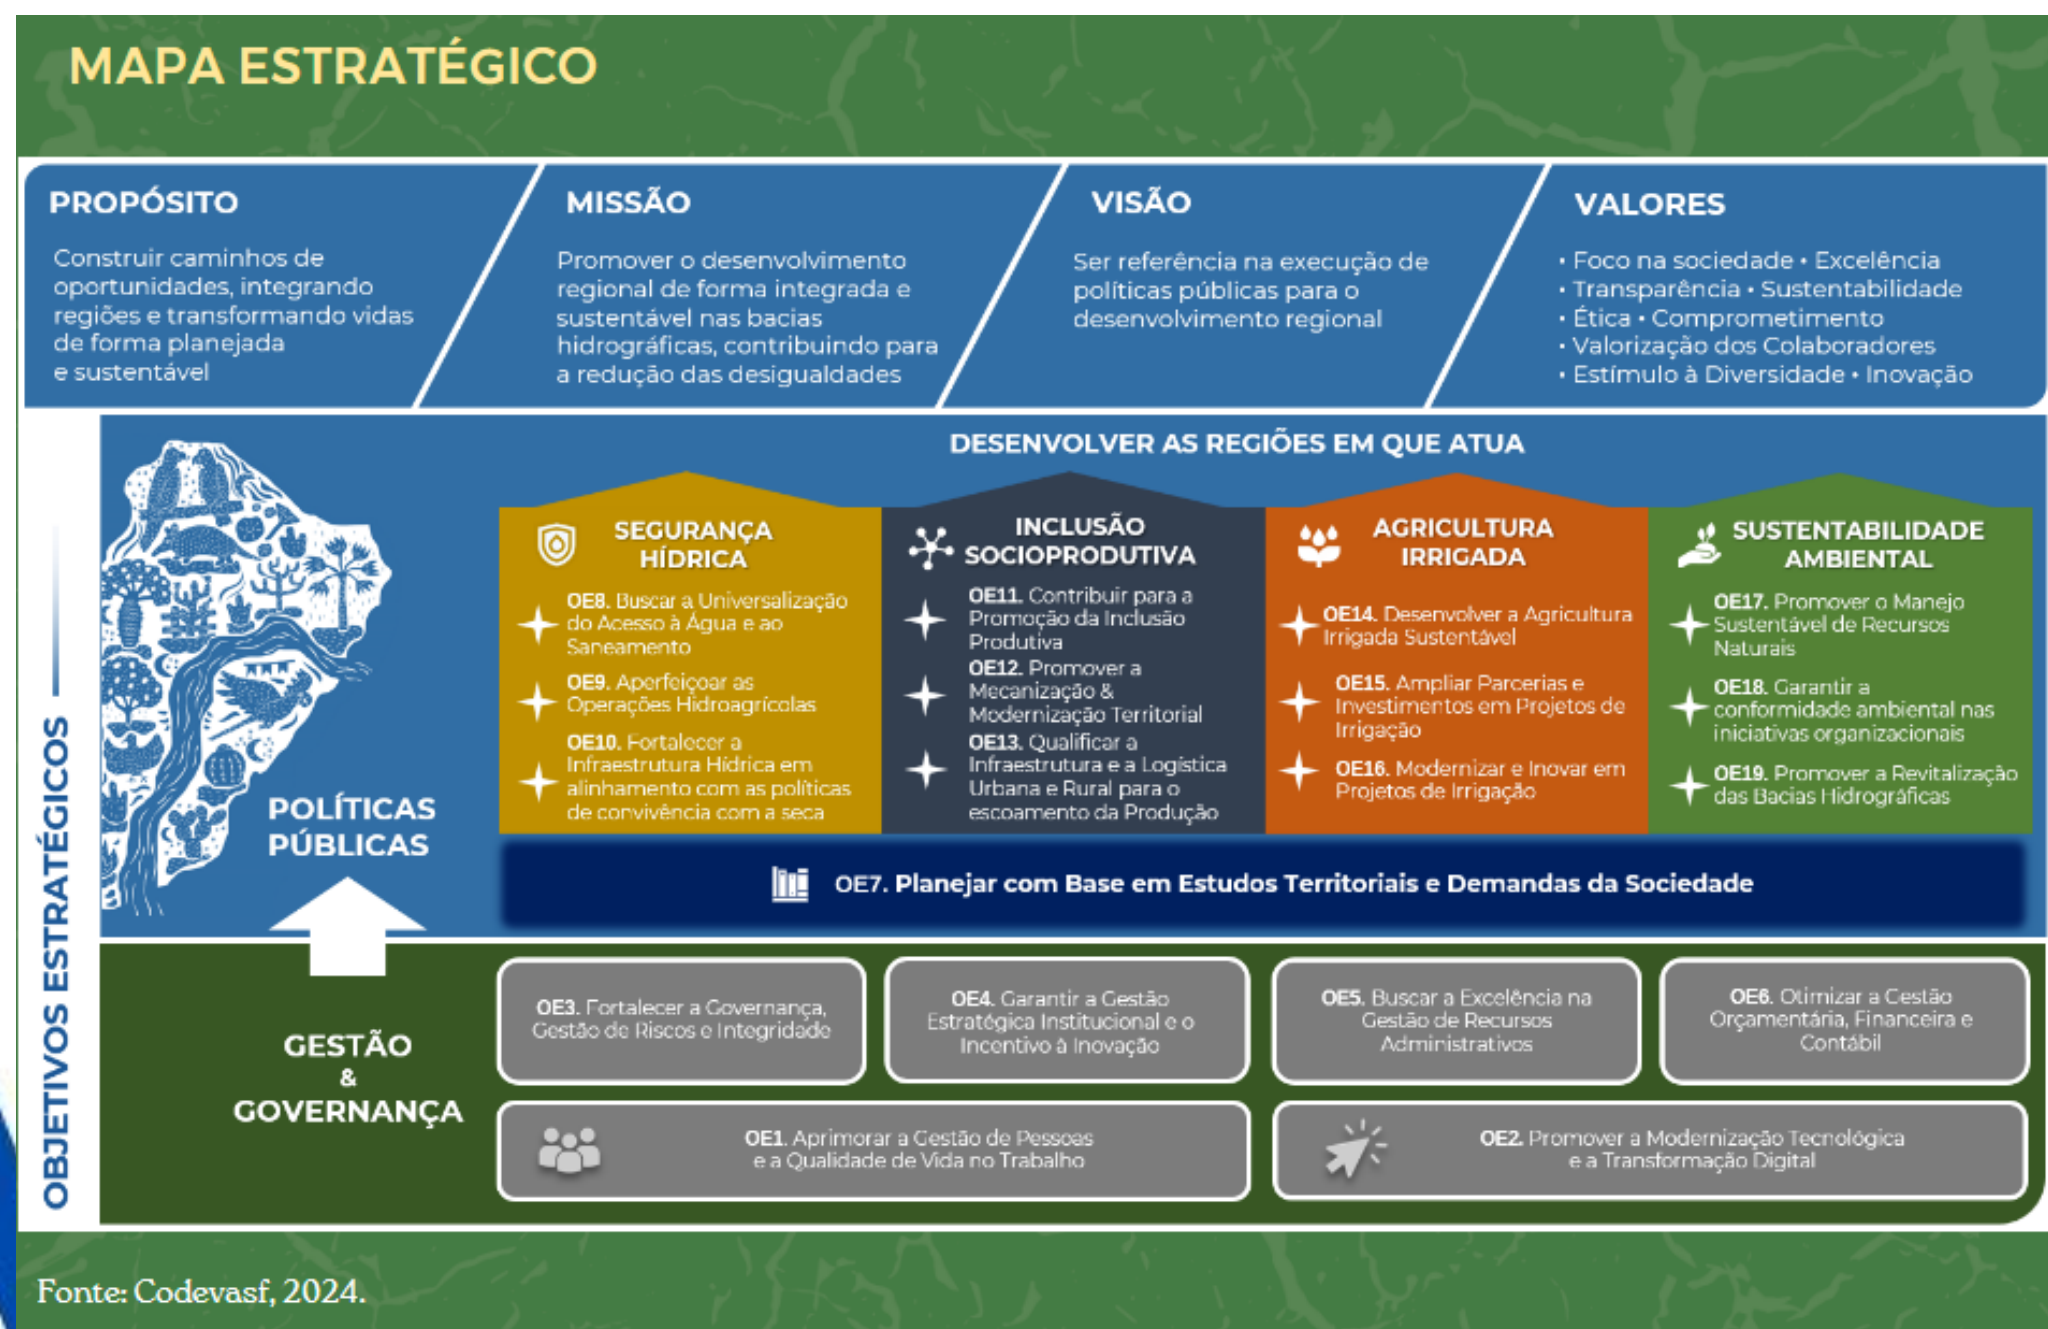 MAPA ESTRATÉGICO
PROPÓSITO
Construir caminhos de
oportunidades, integrando
regiões e transformando vidas
de forma planejada
e sustentável
MISSÃO
Promover o desenvolvimento
regional de forma integrada e
sustentável nas bacias
hidrográficas, contribuindo para
a redução das desigualdades
VISÃO
Ser referência na execução de
políticas públicas para o
desenvolvimento regional
VALORES
• Foco na sociedade • Excelência
• Transparência • Sustentabilidade
• Ética • Comprometimento
• Valorização dos Colaboradores
• Estímulo à Diversidade • Inovação
OBJETIVOS ESTRATÉGICOS
POLÍTICAS
PÚBLICAS
DESENVOLVER AS REGIÕES EM QUE ATUA
SEGURANÇA
HÍDRICA
OE8. Buscar a Universalização
do Acesso à Água e ao
Saneamento
OE9. Aperfeiçoar as
Operações Hidroagrícolas
OE10. Fortalecer a
Infraestrutura Hídrica em
alinhamento com as políticas
de convivência com a seca
INCLUSÃO
SOCIOPRODUTIVA
OE11. Contribuir para a
Promoção da Inclusão
Produtiva
OE12. Promover a
Mecanização &
Modernização Territorial
OE13. Qualificar a
Infraestrutura e a Logística
Urbana e Rural para o
escoamento da Produção
AGRICULTURA
IRRIGADA
OE14. Desenvolver a Agricultura
Irrigada Sustentável
OE15. Ampliar Parcerias e
Investimentos em Projetos de
Irrigação
OE16. Modernizar e Inovar em
Projetos de Irrigação
SUSTENTABILIDADE
AMBIENTAL
OE17. Promover o Manejo
Sustentável de Recursos
Naturais
OE18. Garantir a
conformidade ambiental nas
iniciativas organizacionais
OE19. Promover a Revitalização
das Bacias Hidrográficas
OE7. Planejar com Base em Estudos Territoriais e Demandas da Sociedade
GESTÃO
&
GOVERNANÇA
OE3. Fortalecer a Governança,
Gestão de Riscos e Integridade
OE4. Garantir a Gestão
Estratégica Institucional e o
Incentivo à Inovação
OE5. Buscar a Excelência na
Gestão de Recursos
Administrativos
OE6. Otimizar a Gestão
Orçamentária, Financeira e
Contábil
OE1. Aprimorar a Gestão de Pessoas
e a Qualidade de Vida no Trabalho
OE2. Promover a Modernização Tecnológica
e a Transformação Digital
Fonte: Codevasf, 2024.